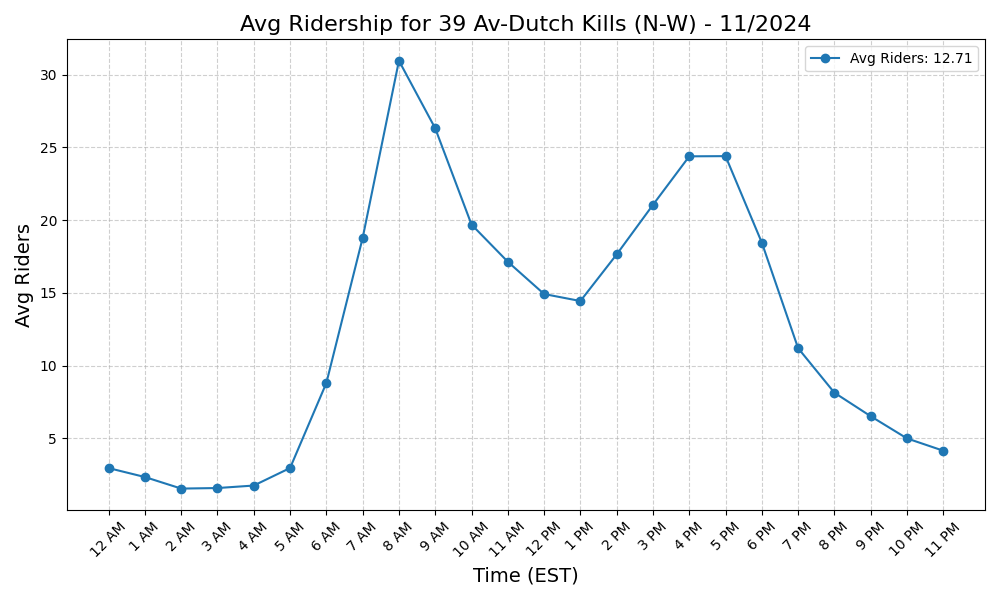 Avg Ridership for 39 Av-Dutch Kills (N-W) - 11/2024
Avg Riders: 12.71
Avg Riders
30
25
20
15
10
5
12 AM
1 AM
2 AM
3 AM
4 AM
5 AM
6 AM
7 AM
8 AM
9 AM
10 AM
11 AM
12 PM
1 PM
2 PM
3 PM
4 PM
5 PM
6 PM
7 PM
8 PM
9 PM
10 PM
11 PM
Time (EST)